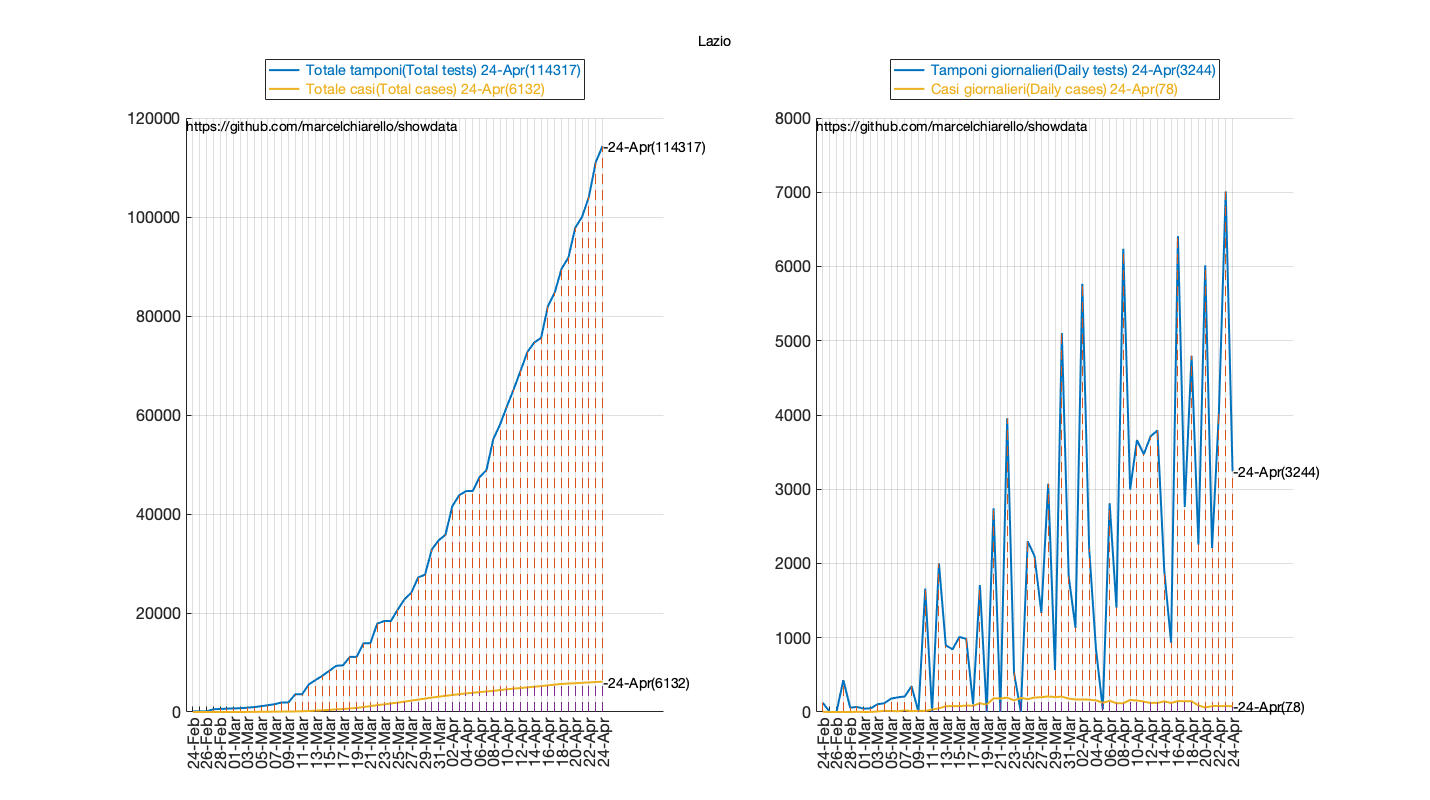 Lazio
Totale tamponi(Total tests) 24-Apr(114317)
Totale casi(Total cases) 24-Apr(6132)
120000
100000
80000
60000
40000
20000
0
https://github.com/marcelchiarello/showdata
-24-Apr(114317)
-24-Apr(6132)
24-Feb
26-Feb
28-Feb
01-Mar
03-Mar
05-Mar
07-Mar
09-Mar
11-Mar
13-Mar
15-Mar
17-Mar
19-Mar
21-Mar
23-Mar
25-Mar
27-Mar
29-Mar
31-Mar
02-Apr
04-Apr
06-Apr
08-Apr
10-Apr
12-Apr
14-Apr
16-Apr
18-Apr
20-Apr
22-Apr
24-Apr
Tamponi giornalieri(Daily tests) 24-Apr(3244)
Casi giornalieri(Daily cases) 24-Apr(78)
8000
7000
6000
5000
4000
3000
2000
1000
0
https://github.com/marcelchiarello/showdata
-24-Apr(3244)
-24-Apr(78)
24-Feb
26-Feb
28-Feb
01-Mar
03-Mar
05-Mar
07-Mar
09-Mar
11-Mar
13-Mar
15-Mar
17-Mar
19-Mar
21-Mar
23-Mar
25-Mar
27-Mar
29-Mar
31-Mar
02-Apr
04-Apr
06-Apr
08-Apr
10-Apr
12-Apr
14-Apr
16-Apr
18-Apr
20-Apr
22-Apr
24-Apr